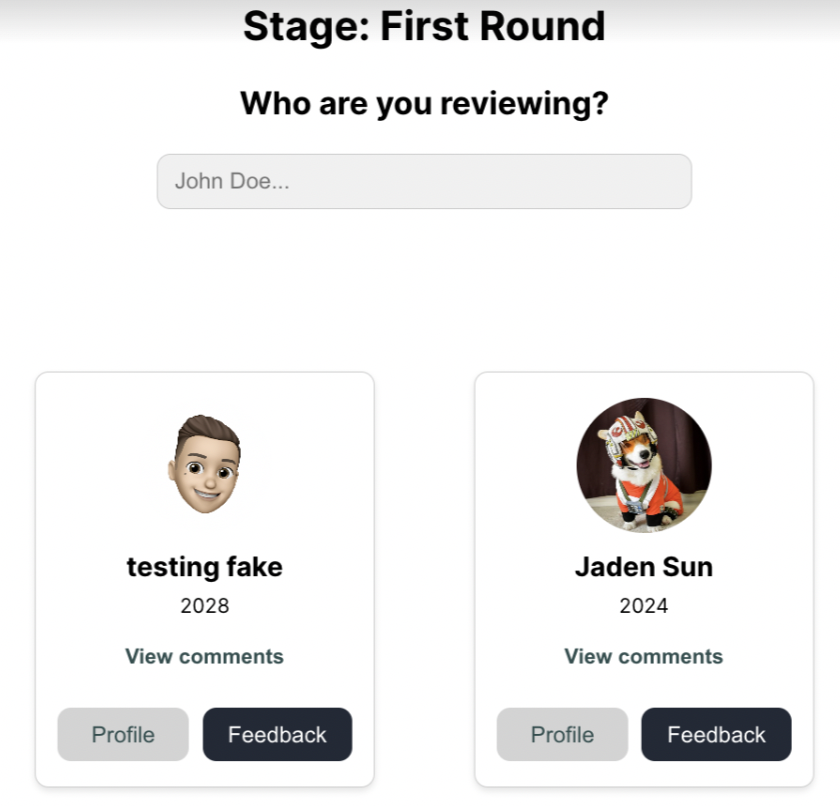 Stage: First Round
Who are you reviewing?
John Doe...
testing fake
2028
View comments
Profile
Feedback
Jaden Sun
2024
View comments
Profile
Feedback